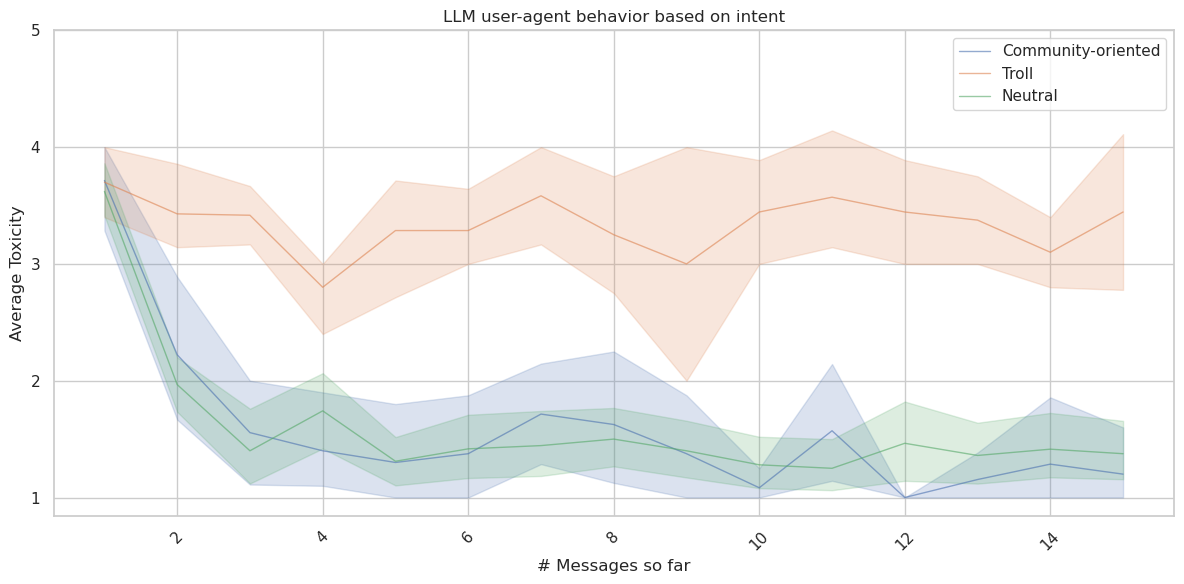 LLM user-agent behavior based on intent
5
4
3
2
1
Average Toxicity
Community-oriented
Troll
Neutral
2
4
6
8
10
12
14
# Messages so far